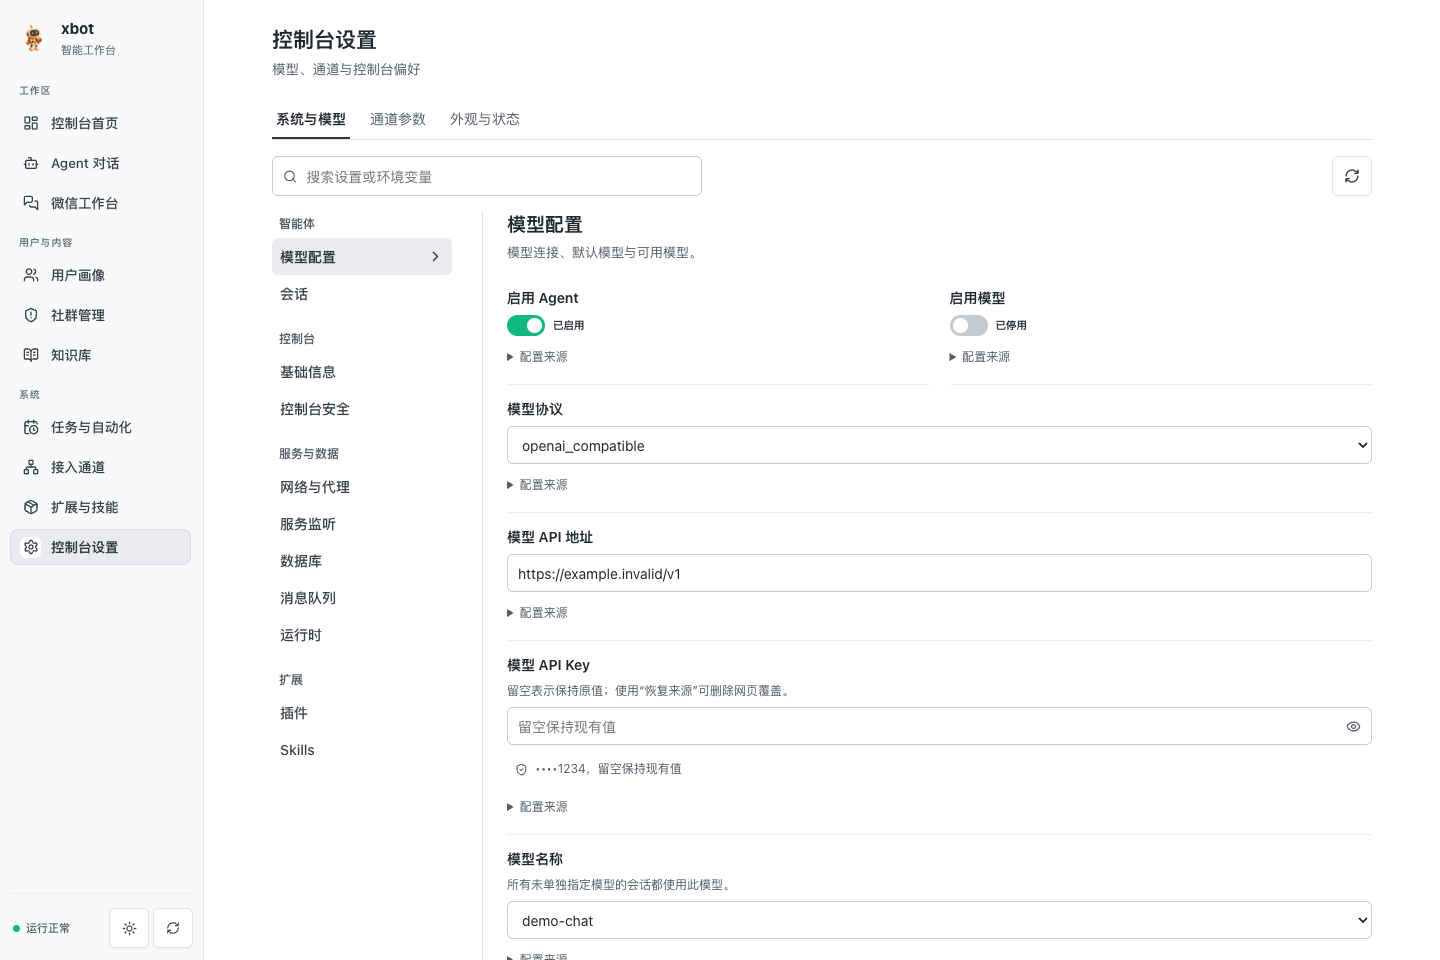 xbot
智能工作台
工作区
控制台首页
Agent 对话
微信工作台
用户与内容
用户画像
社群管理
知识库
系统
任务与自动化
接入通道
扩展与技能
控制台设置
运行正常
控制台设置
模型、通道与控制台偏好
系统与模型
通道参数
外观与状态
搜索设置或环境变量
智能体
模型配置
会话
控制台
基础信息
控制台安全
服务与数据
网络与代理
服务监听
数据库
消息队列
运行时
扩展
插件
Skills
模型配置
模型连接、默认模型与可用模型。
启用 Agent
已启用
配置来源
启用模型
已停用
配置来源
模型协议
openai_compatible
配置来源
模型 API 地址
https://example.invalid/v1
配置来源
模型 API Key
留空表示保持原值；使用“恢复来源”可删除网页覆盖。
留空保持现有值
····1234，留空保持现有值
配置来源
模型名称
所有未单独指定模型的会话都使用此模型。
demo-chat
配置来源